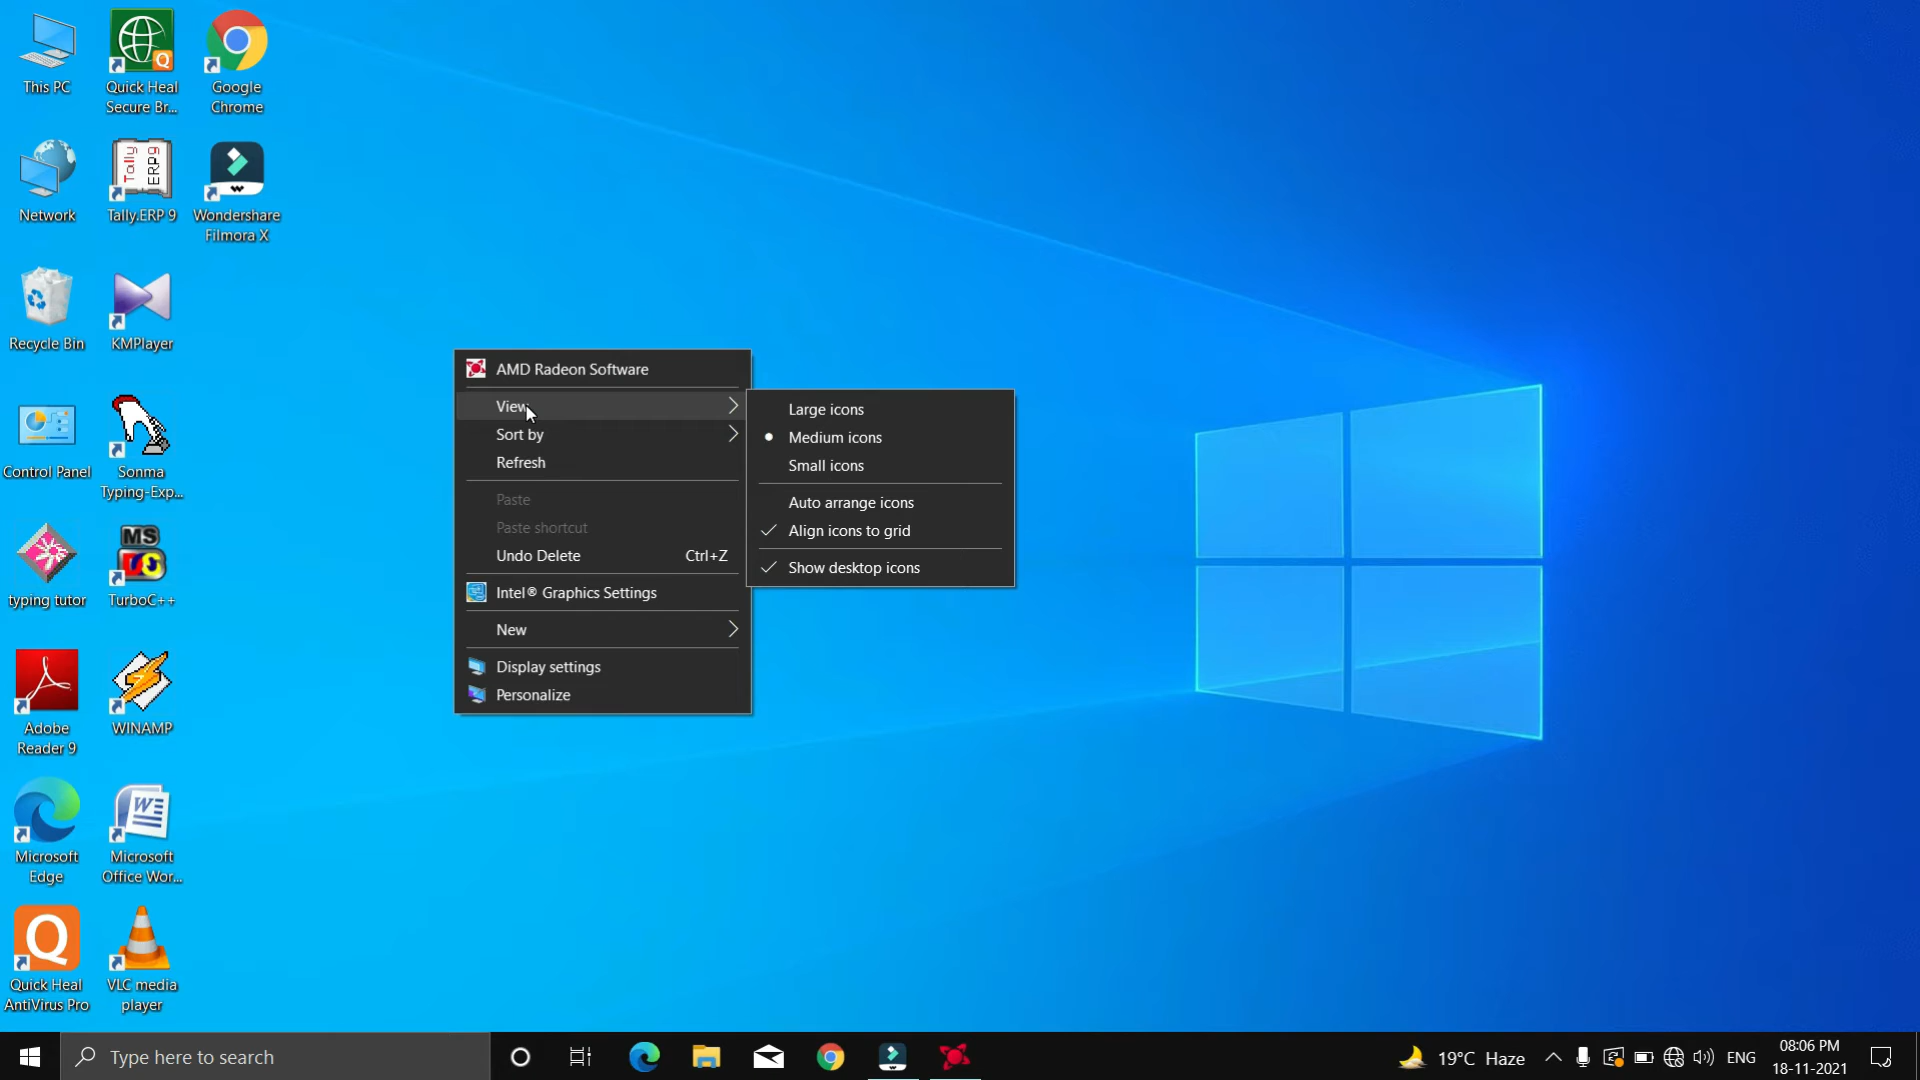 This PC
Quick Heal
Secure Br...
Google
Chrome
Network
Tally
ERP9
Tally.ERP 9
Wondershare
Filmora X
Recycle Bin
KMPlayer
Control Panel
Sonma
Typing-Exp...
typing tutor
MS
TurboC++
Adobe
Reader 9
WINAMP
Microsoft
Edge
W
Microsoft
Office Wor...
Quick Heal
AntiVirus Pro
VLC media
player
AMD Radeon Software
View
Sort by
Refresh
Paste
Paste shortcut
Undo Delete Ctrl+Z
Intel® Graphics Settings
New
Display settings
Personalize
Large icons
Medium icons
Small icons
Auto arrange icons
Align icons to grid
Show desktop icons
Type here to search
19°C Haze
ENG
08:06 PM
18-11-2021